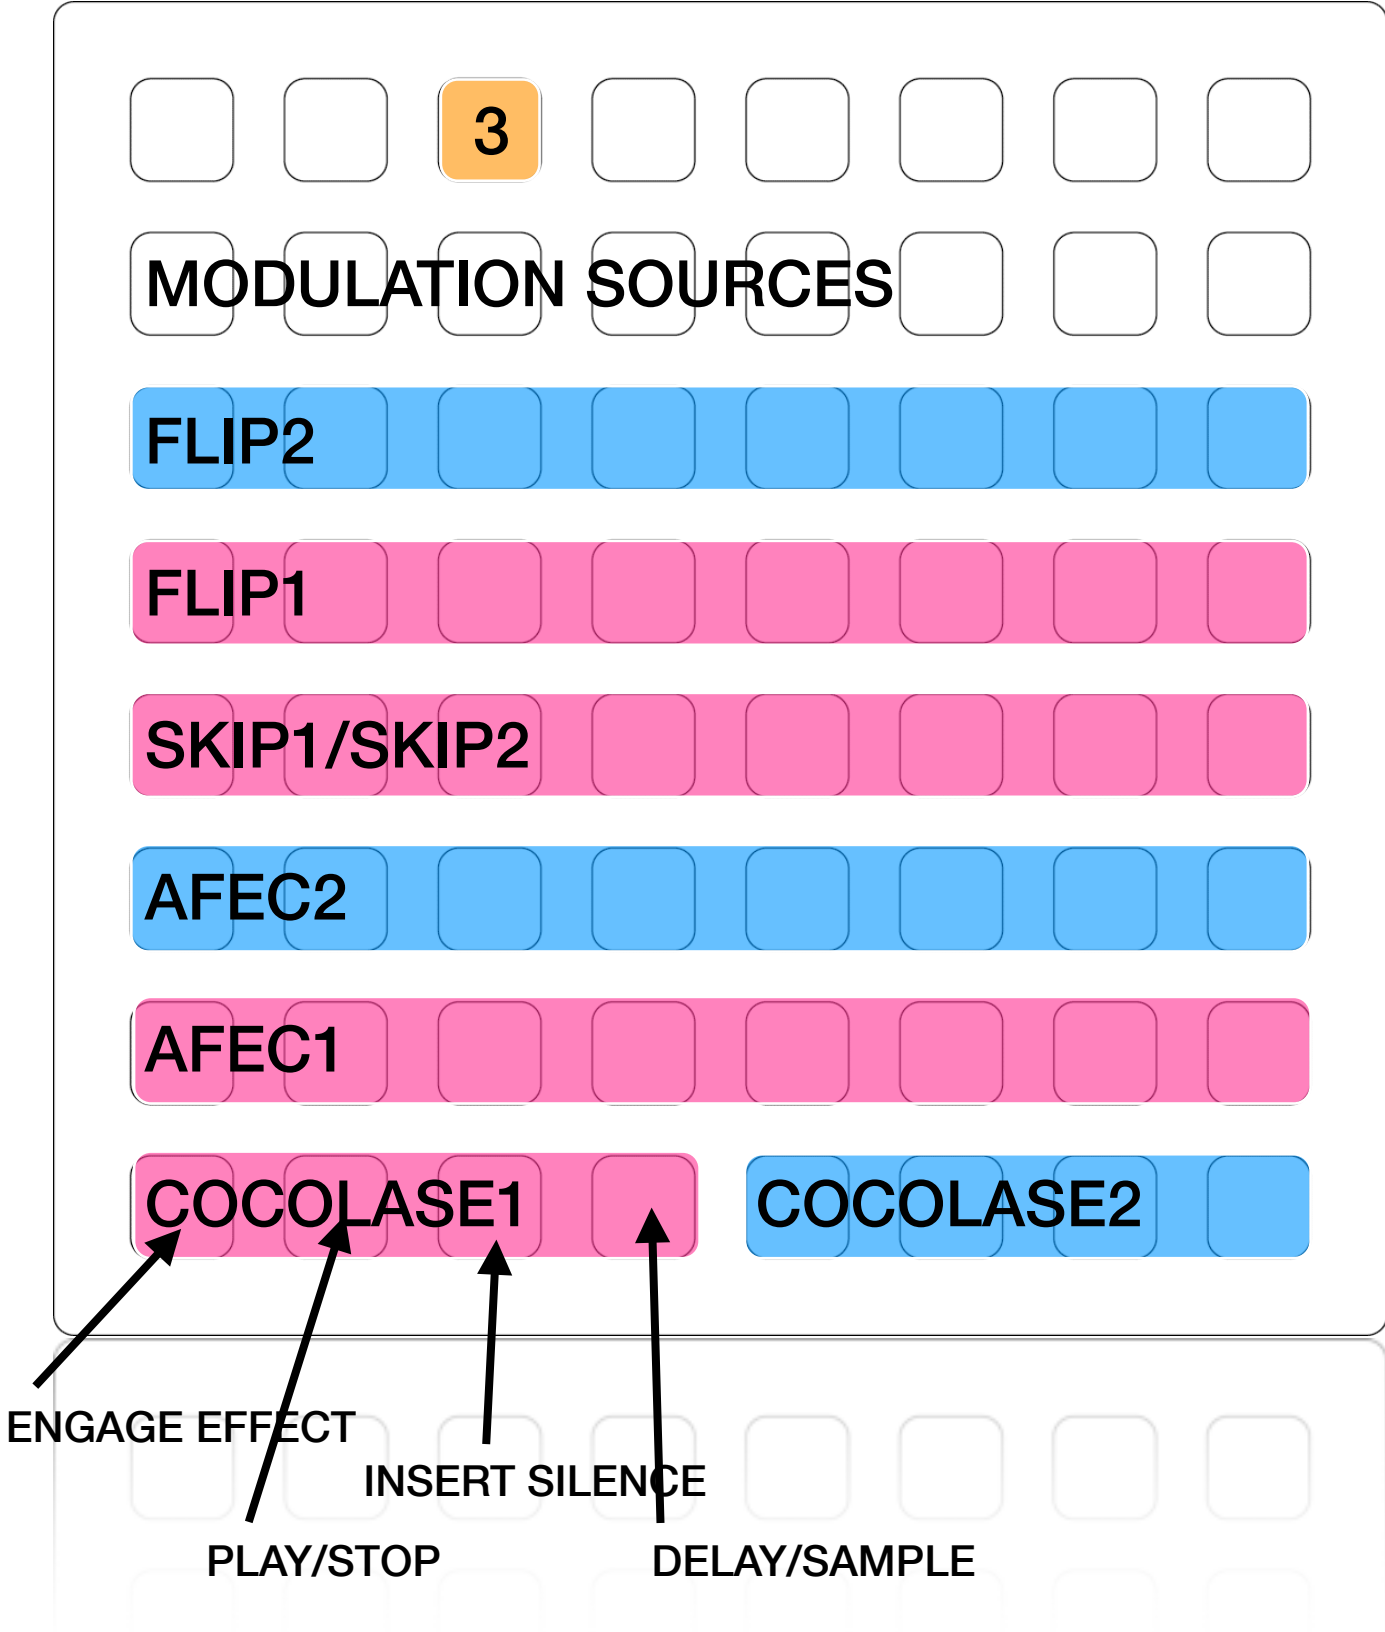 3
MODULATION SOURCES
FLIP2
FLIP1
SKIP1/SKIP2
AFEC2
AFEC1
COCOLASE1 COCOLASE2
ENGAGE EFFECT
INSERT SILENCE
PLAY/STOP DELAY/SAMPLE